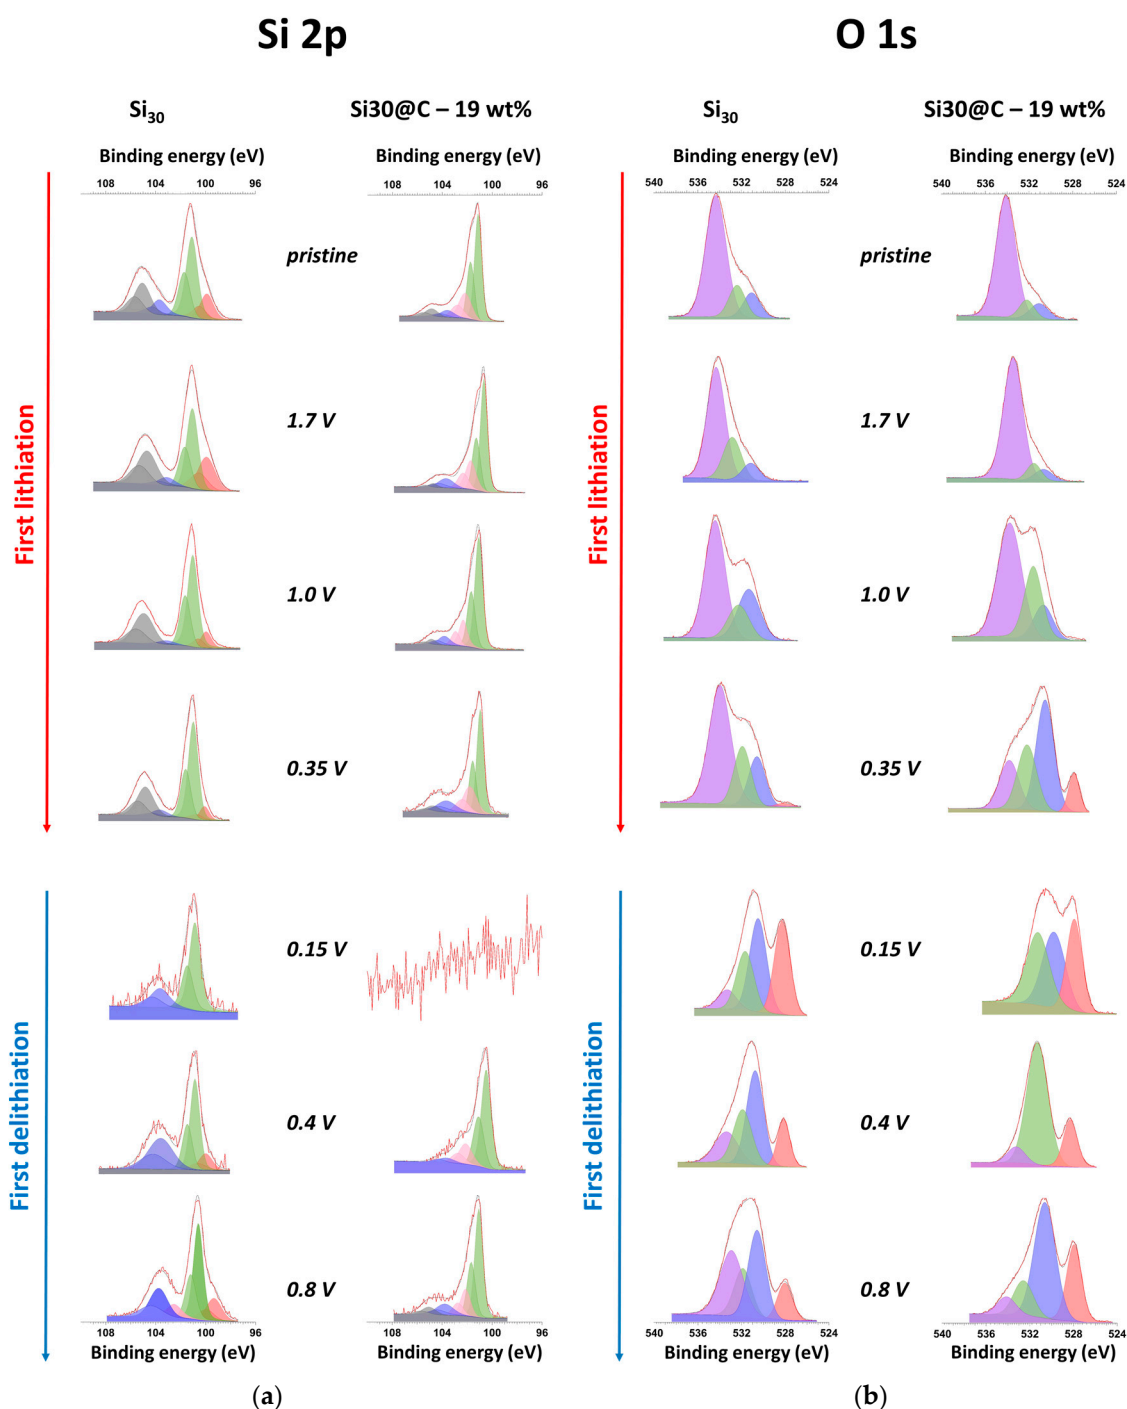 Si 2p O 1s
Si30 Si30@C – 19 wt% Si30 Si30@C – 19 wt%
Binding energy (eV) Binding energy (eV) Binding energy (eV) Binding energy (eV)
108 104 100 96 108 104 100 96 540 536 532 528 524 540 536 532 528 524
pristine pristine
1.7 V 1.7 V
First lithiation First lithiation
1.0 V 1.0 V
0.35 V 0.35 V
0.15 V 0.15 V
0.4 V 0.4 V
First delithiation First delithiation
0.8 V 0.8 V
108 104 100 96 108 104 100 96 540 536 532 528 524 540 536 532 528 524
Binding energy (eV) Binding energy (eV) Binding energy (eV) Binding energy (eV)
(a) (b)